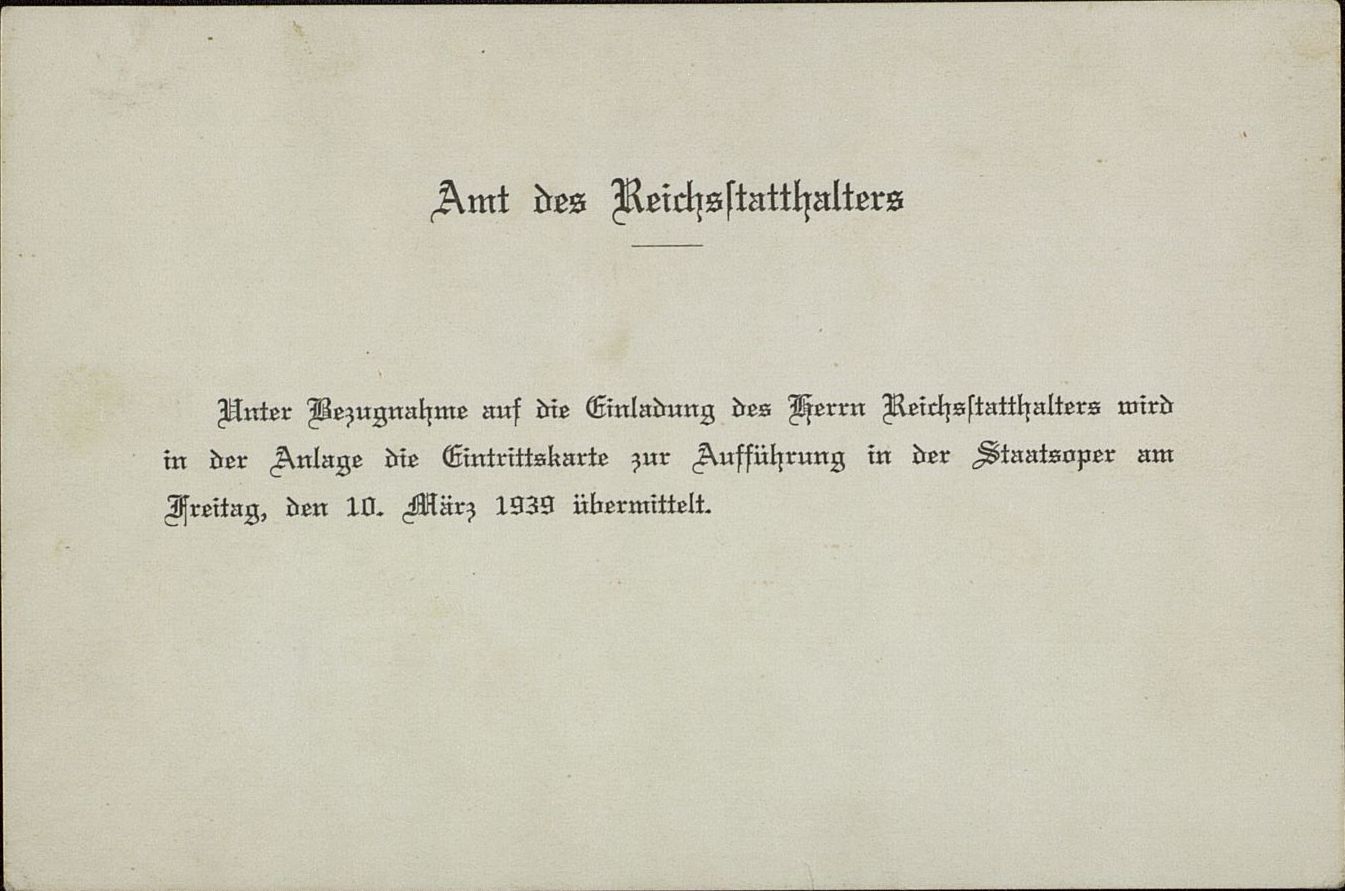 Amt des Reichsſtatthalters
Unter Bezugnahme auf die Einladung des Herrn Reichsſtatthalters wird
in der Anlage die Eintrittskarte zur Aufführung in der Staatsoper am
Freitag, den 10. März 1939 übermittelt.